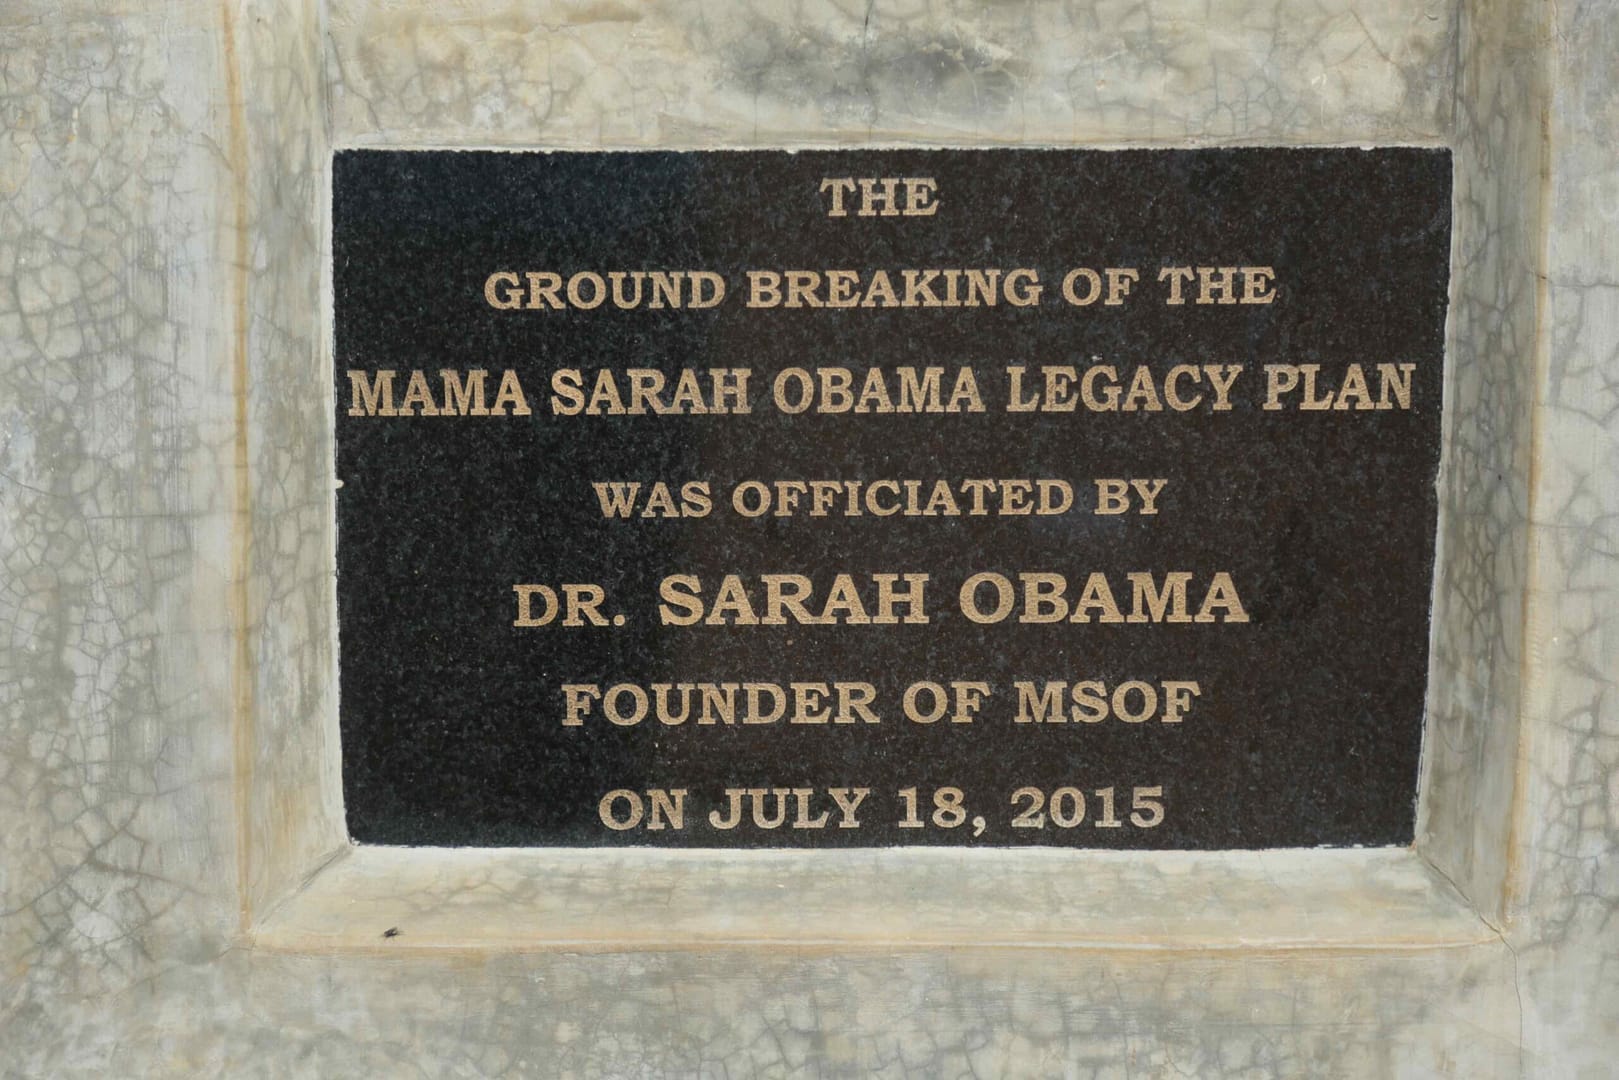 THE
GROUND BREAKING OF THE
MAMA SARAH OBAMA LEGACY PLAN
WAS OFFICIATED BY
DR. SARAH OBAMA
FOUNDER OF MSOF
ON JULY 18, 2015